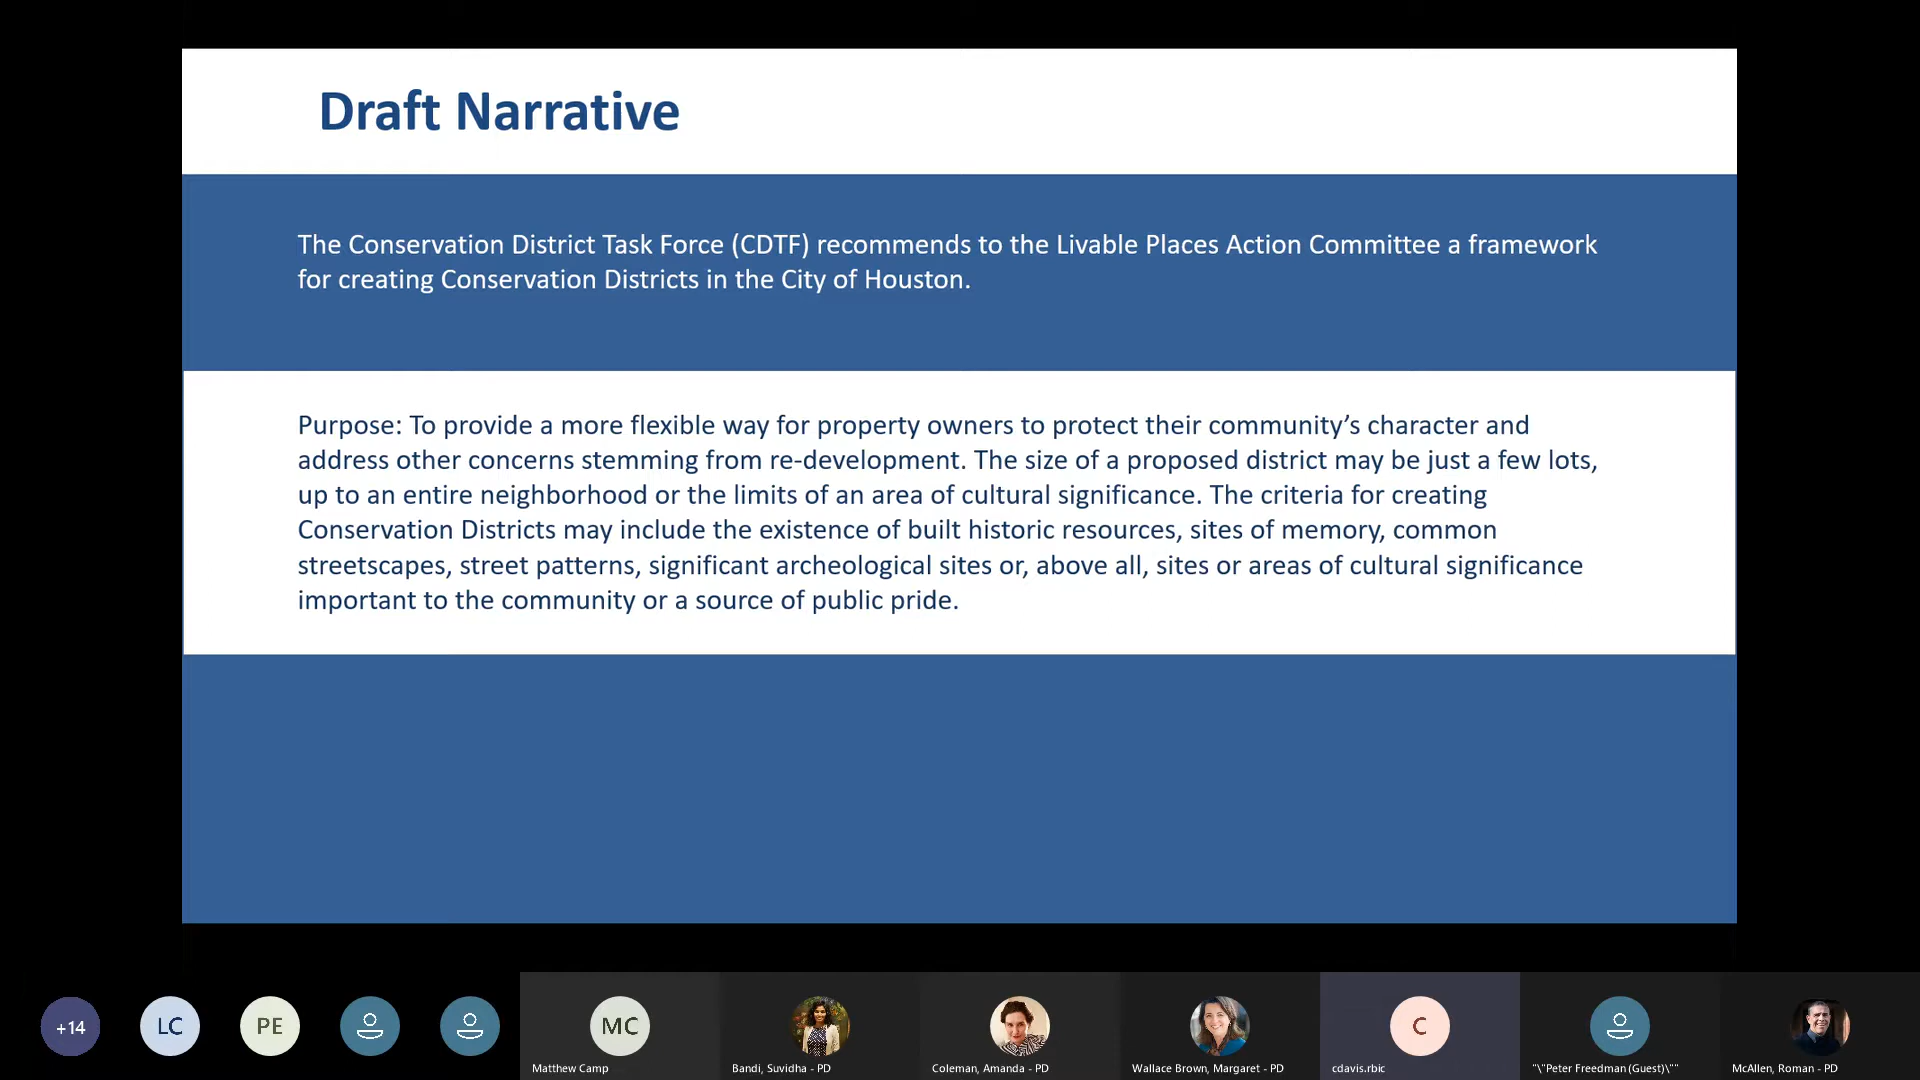 Draft Narrative
The Conservation District Task Force (CDTF) recommends to the Livable Places Action Committee a framework
for creating Conservation Districts in the City of Houston.
Purpose: To provide a more flexible way for property owners to protect their community’s character and
address other concerns stemming from re-development. The size of a proposed district may be just a few lots,
up to an entire neighborhood or the limits of an area of cultural significance. The criteria for creating
Conservation Districts may include the existence of built historic resources, sites of memory, common
streetscapes, street patterns, significant archeological sites or, above all, sites or areas of cultural significance
important to the community or a source of public pride.
+14
LC
PE
MC
C
Matthew Camp
Bandi, Suvidha - PD
Coleman, Amanda - PD
Wallace Brown, Margaret - PD
cdavis.rbic
"\"Peter Freedman (Guest)\""
McAllen, Roman - PD